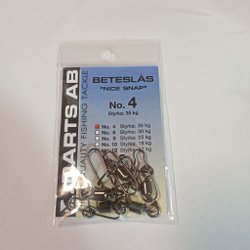 BETESLÅS
"NICE SNAP"
No. 4
Styrka: 35 kg
No. 4 Styrka: 35 kg
No. 6 Styrka: 30 kg
No. 8 Styrka: 25 kg
No. 10 Styrka: 18 kg
PARTS AB
QUALITY FISHING TACKLE